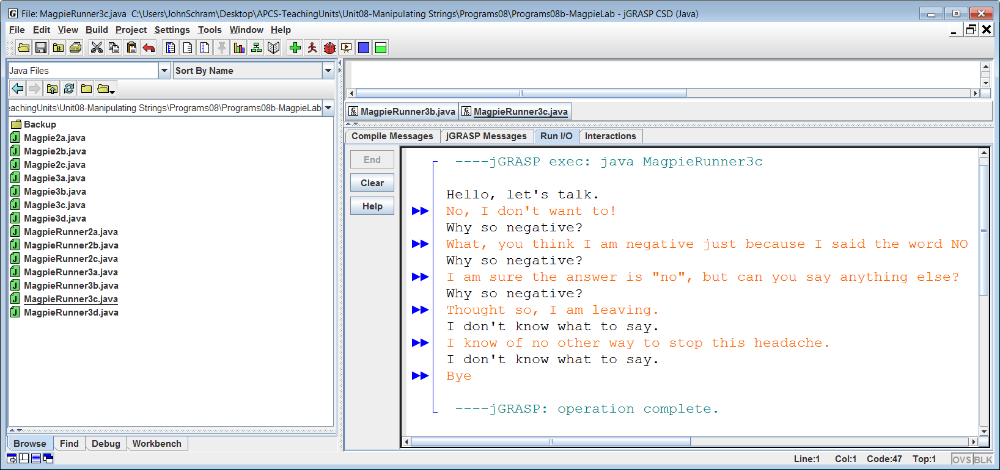 File: MagpieRunner3c.java  C:\Users\JohnSchram\Desktop\APCS-TeachingUnits\Unit08-Manipulating Strings\Programs08\Programs08b-MagpieLab - jGRASP CSD (Java)
File Edit View Build Project Settings Tools Window Help
Java Files
Sort By Name
eachingUnits\Unit08-Manipulating Strings\Programs08\Programs08b-MagpieLab
Backup
Magpie2a.java
Magpie2b.java
Magpie2c.java
Magpie3a.java
Magpie3b.java
Magpie3c.java
Magpie3d.java
MagpieRunner2a.java
MagpieRunner2b.java
MagpieRunner2c.java
MagpieRunner3a.java
MagpieRunner3b.java
MagpieRunner3c.java
MagpieRunner3d.java
Browse Find Debug Workbench
MagpieRunner3b.java MagpieRunner3c.java
Compile Messages jGRASP Messages Run I/O Interactions
End
Clear
Help
----jGRASP exec: java MagpieRunner3c
Hello, let's talk.
No, I don't want to!
Why so negative?
What, you think I am negative just because I said the word NO
Why so negative?
I am sure the answer is "no", but can you say anything else?
Why so negative?
Thought so, I am leaving.
I don't know what to say.
I know of no other way to stop this headache.
I don't know what to say.
Bye
----jGRASP: operation complete.
Line:1 Col:1 Code:47 Top:1 OVS BLK